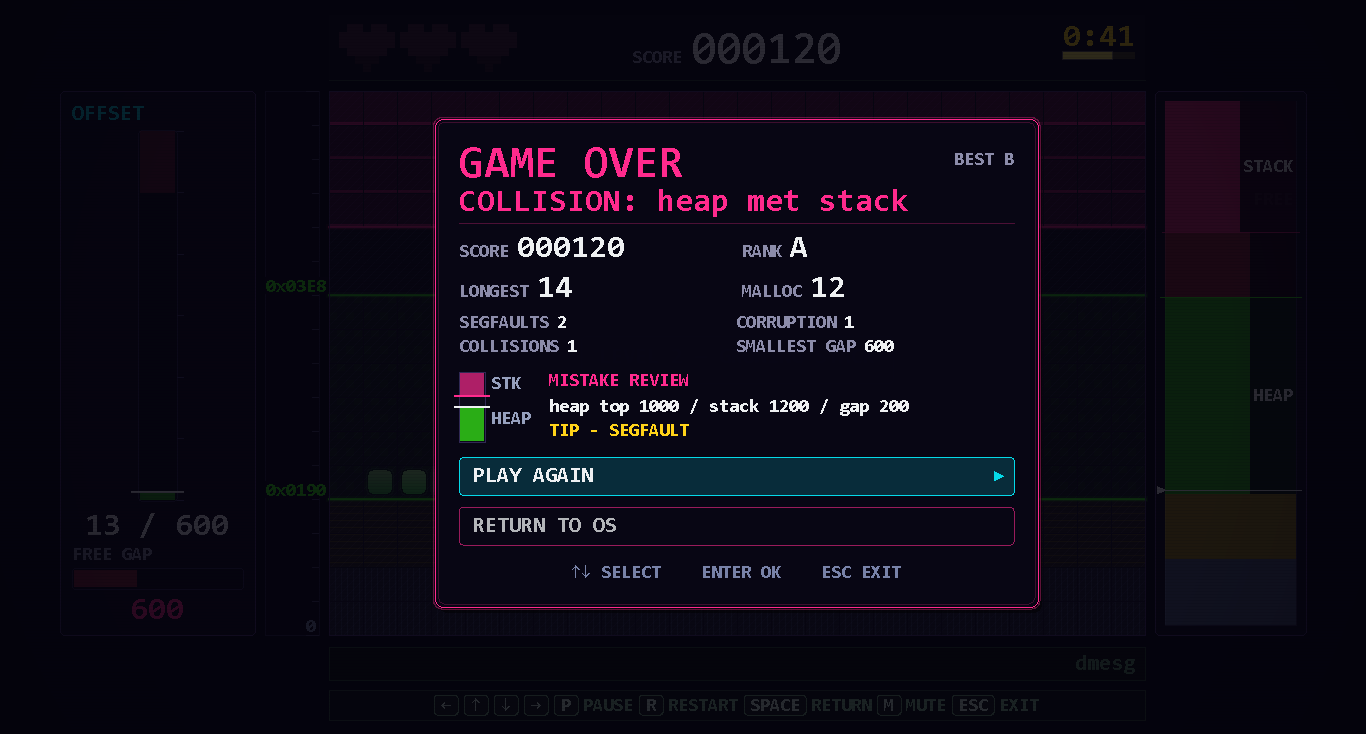 SCORE 000120
0:41
OFFSET
13 / 600
FREE GAP
600
0x03E8
0x0190
0
GAME OVER
BEST B
COLLISION: heap met stack
SCORE 000120 RANK A
LONGEST 14 MALLOC 12
SEGFAULTS 2 CORRUPTION 1
COLLISIONS 1 SMALLEST GAP 600
STK
HEAP
MISTAKE REVIEW
heap top 1000 / stack 1200 / gap 200
TIP - SEGFAULT
PLAY AGAIN ▶
RETURN TO OS
↑↓ SELECT ENTER OK ESC EXIT
STACK
HEAP
dmesg
← ↑ ↓ → P PAUSE R RESTART SPACE RETURN M MUTE ESC EXIT